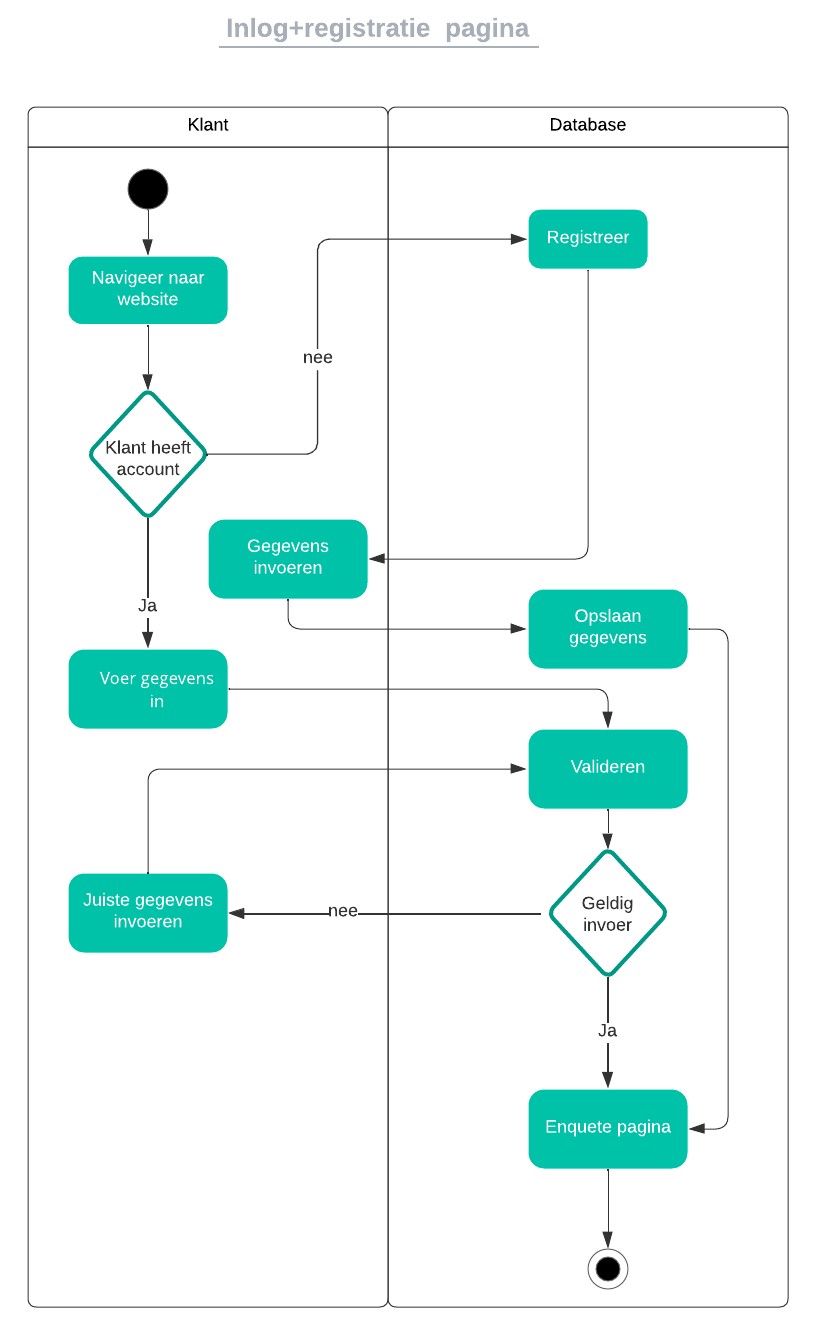 Inlog+registratie pagina
Klant
Database
Navigeer naar
website
Registreer
nee
Klant heeft
account
Gegevens
invoeren
Ja
Opslaan
gegevens
Voer gegevens
in
Valideren
Juiste gegevens
invoeren
nee
Geldig
invoer
Ja
Enquete pagina